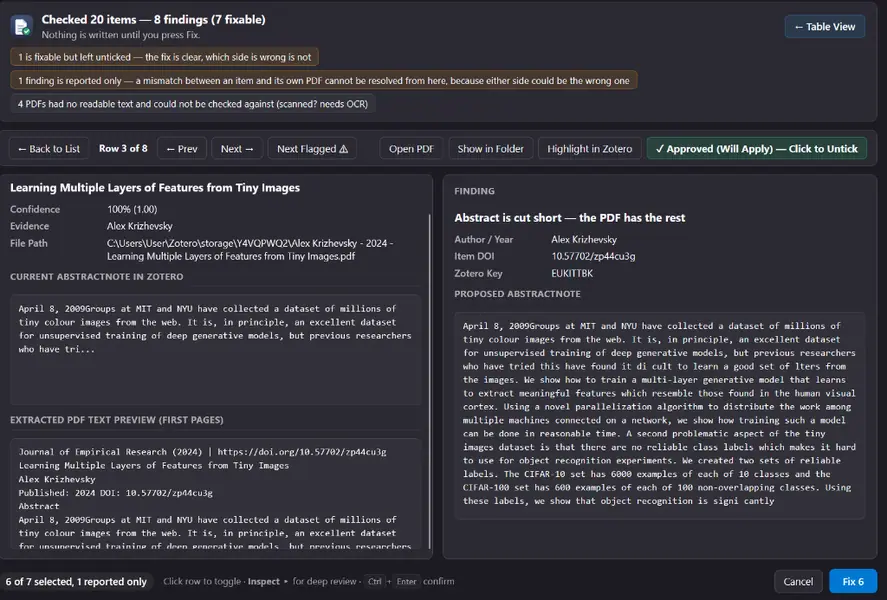 Checked 20 items — 8 findings (7 fixable)
Nothing is written until you press Fix.
← Table View
1 is fixable but left unticked — the fix is clear, which side is wrong is not
1 finding is reported only — a mismatch between an item and its own PDF cannot be resolved from here, because either side could be the wrong one
4 PDFs had no readable text and could not be checked against (scanned? needs OCR)
← Back to List
Row 3 of 8
← Prev
Next →
Next Flagged ⚠
Open PDF
Show in Folder
Highlight in Zotero
✓ Approved (Will Apply) — Click to Untick
Learning Multiple Layers of Features from Tiny Images
Confidence 100% (1.00)
Evidence Alex Krizhevsky
File Path C:\Users\User\Zotero\storage\Y4VQPWQ2\Alex Krizhevsky - 2024 -
Learning Multiple Layers of Features from Tiny Images.pdf
CURRENT ABSTRACTNOTE IN ZOTERO
April 8, 2009Groups at MIT and NYU have collected a dataset of millions of
tiny colour images from the web. It is, in principle, an excellent dataset
for unsupervised training of deep generative models, but previous researchers
who have tri...
EXTRACTED PDF TEXT PREVIEW (FIRST PAGES)
Journal of Empirical Research (2024) | https://doi.org/10.57702/zp44cu3g
Learning Multiple Layers of Features from Tiny Images
Alex Krizhevsky
Published: 2024 DOI: 10.57702/zp44cu3g
Abstract
April 8, 2009Groups at MIT and NYU have collected a dataset of millions of
tiny colour images from the web. It is, in principle, an excellent dataset
for unsupervised training of deep generative models, but previous researchers
FINDING
Abstract is cut short — the PDF has the rest
Author / Year Alex Krizhevsky
Item DOI 10.57702/zp44cu3g
Zotero Key EUKITTBK
PROPOSED ABSTRACTNOTE
April 8, 2009Groups at MIT and NYU have collected a dataset of millions of
tiny colour images from the web. It is, in principle, an excellent dataset
for unsupervised training of deep generative models, but previous researchers
who have tried this have found it di cult to learn a good set of lters from
the images. We show how to train a multi-layer generative model that learns
to extract meaningful features which resemble those found in the human visual
cortex. Using a novel parallelization algorithm to distribute the work among
multiple machines connected on a network, we show how training such a model
can be done in reasonable time. A second problematic aspect of the tiny
images dataset is that there are no reliable class labels which makes it hard
to use for object recognition experiments. We created two sets of reliable
labels. The CIFAR-10 set has 6000 examples of each of 10 classes and the
CIFAR-100 set has 600 examples of each of 100 non-overlapping classes. Using
these labels, we show that object recognition is signi cantly
6 of 7 selected, 1 reported only
Click row to toggle · Inspect ▸ for deep review · Ctrl + Enter confirm
Cancel
Fix 6